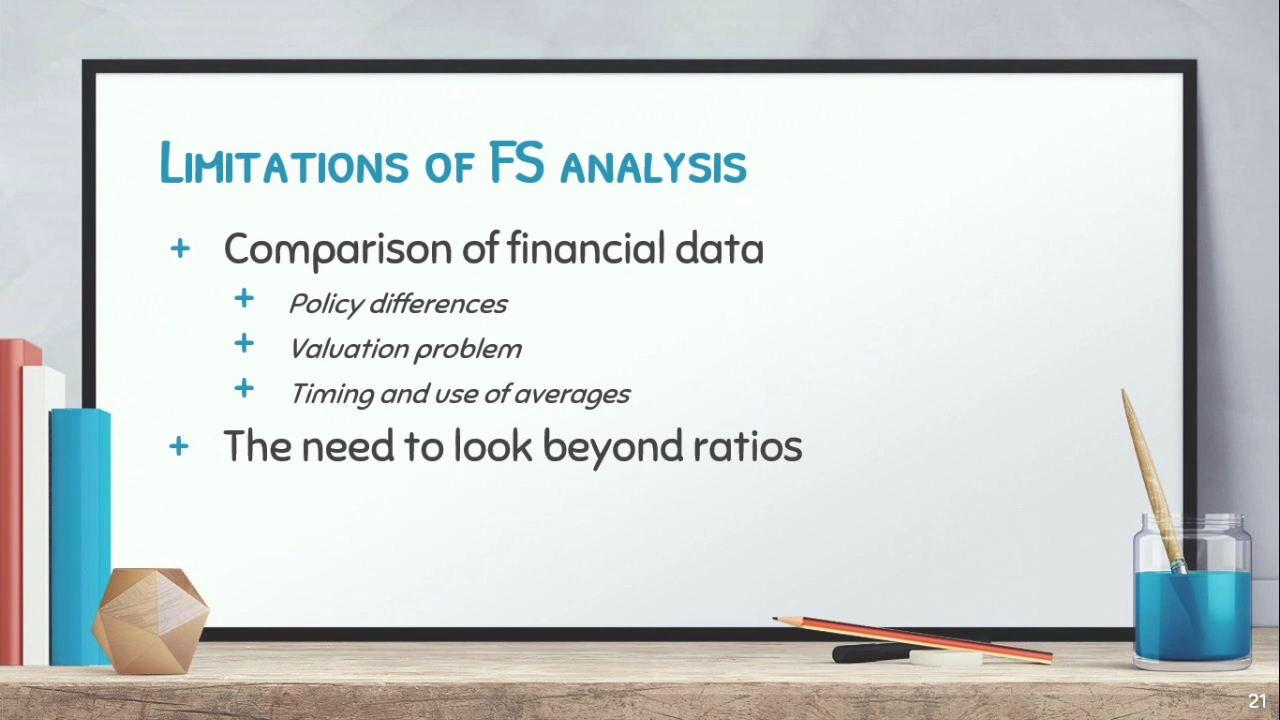 Limitations of FS analysis
+ Comparison of financial data
+ Policy differences
+ Valuation problem
+ Timing and use of averages
+ The need to look beyond ratios
21